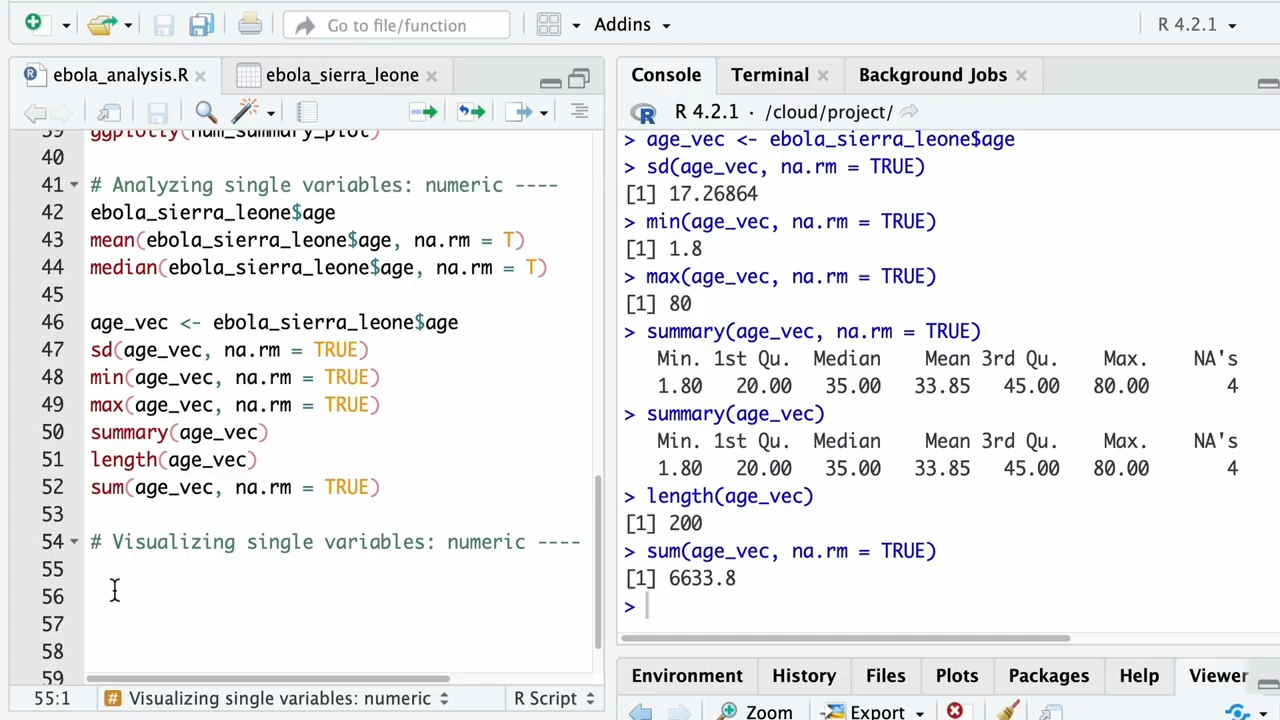 Go to file/function
Addins
R 4.2.1
ebola_analysis.R
ebola_sierra_leone
39 ggplotly(num_summary_plot)
40
41 # Analyzing single variables: numeric ----
42 ebola_sierra_leone$age
43 mean(ebola_sierra_leone$age, na.rm = T)
44 median(ebola_sierra_leone$age, na.rm = T)
45
46 age_vec <- ebola_sierra_leone$age
47 sd(age_vec, na.rm = TRUE)
48 min(age_vec, na.rm = TRUE)
49 max(age_vec, na.rm = TRUE)
50 summary(age_vec)
51 length(age_vec)
52 sum(age_vec, na.rm = TRUE)
53
54 # Visualizing single variables: numeric ----
55
56
57
58
59
55:1 # Visualizing single variables: numeric R Script
Console Terminal Background Jobs
R 4.2.1 · /cloud/project/
> age_vec <- ebola_sierra_leone$age
> sd(age_vec, na.rm = TRUE)
[1] 17.26864
> min(age_vec, na.rm = TRUE)
[1] 1.8
> max(age_vec, na.rm = TRUE)
[1] 80
> summary(age_vec, na.rm = TRUE)
Min. 1st Qu. Median Mean 3rd Qu. Max. NA's
1.80 20.00 35.00 33.85 45.00 80.00 4
> summary(age_vec)
Min. 1st Qu. Median Mean 3rd Qu. Max. NA's
1.80 20.00 35.00 33.85 45.00 80.00 4
> length(age_vec)
[1] 200
> sum(age_vec, na.rm = TRUE)
[1] 6633.8
>
Environment History Files Plots Packages Help Viewer
Zoom Export